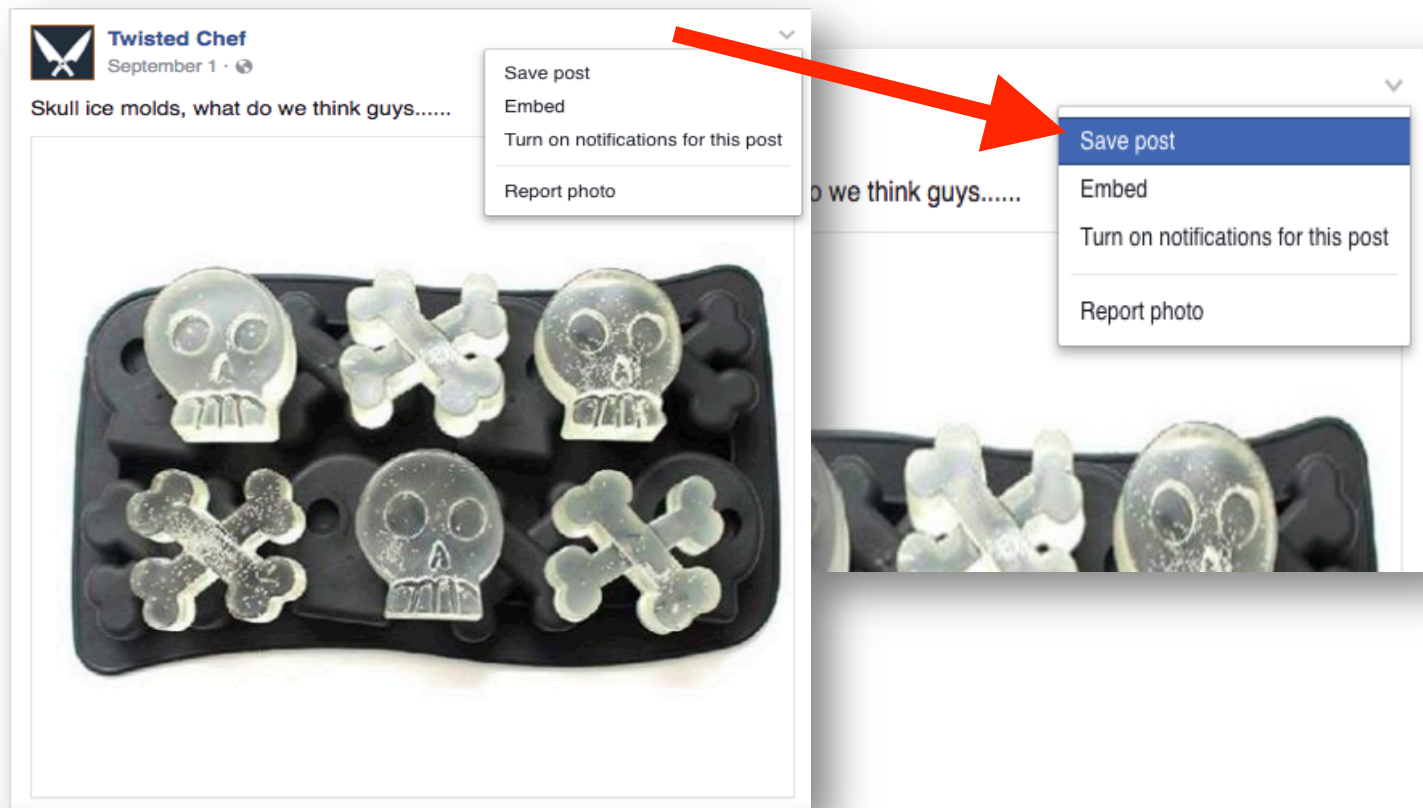 Twisted Chef
September 1 ·
Skull ice molds, what do we think guys......
Save post
Embed
Turn on notifications for this post
Report photo
we think guys......
Save post
Embed
Turn on notifications for this post
Report photo